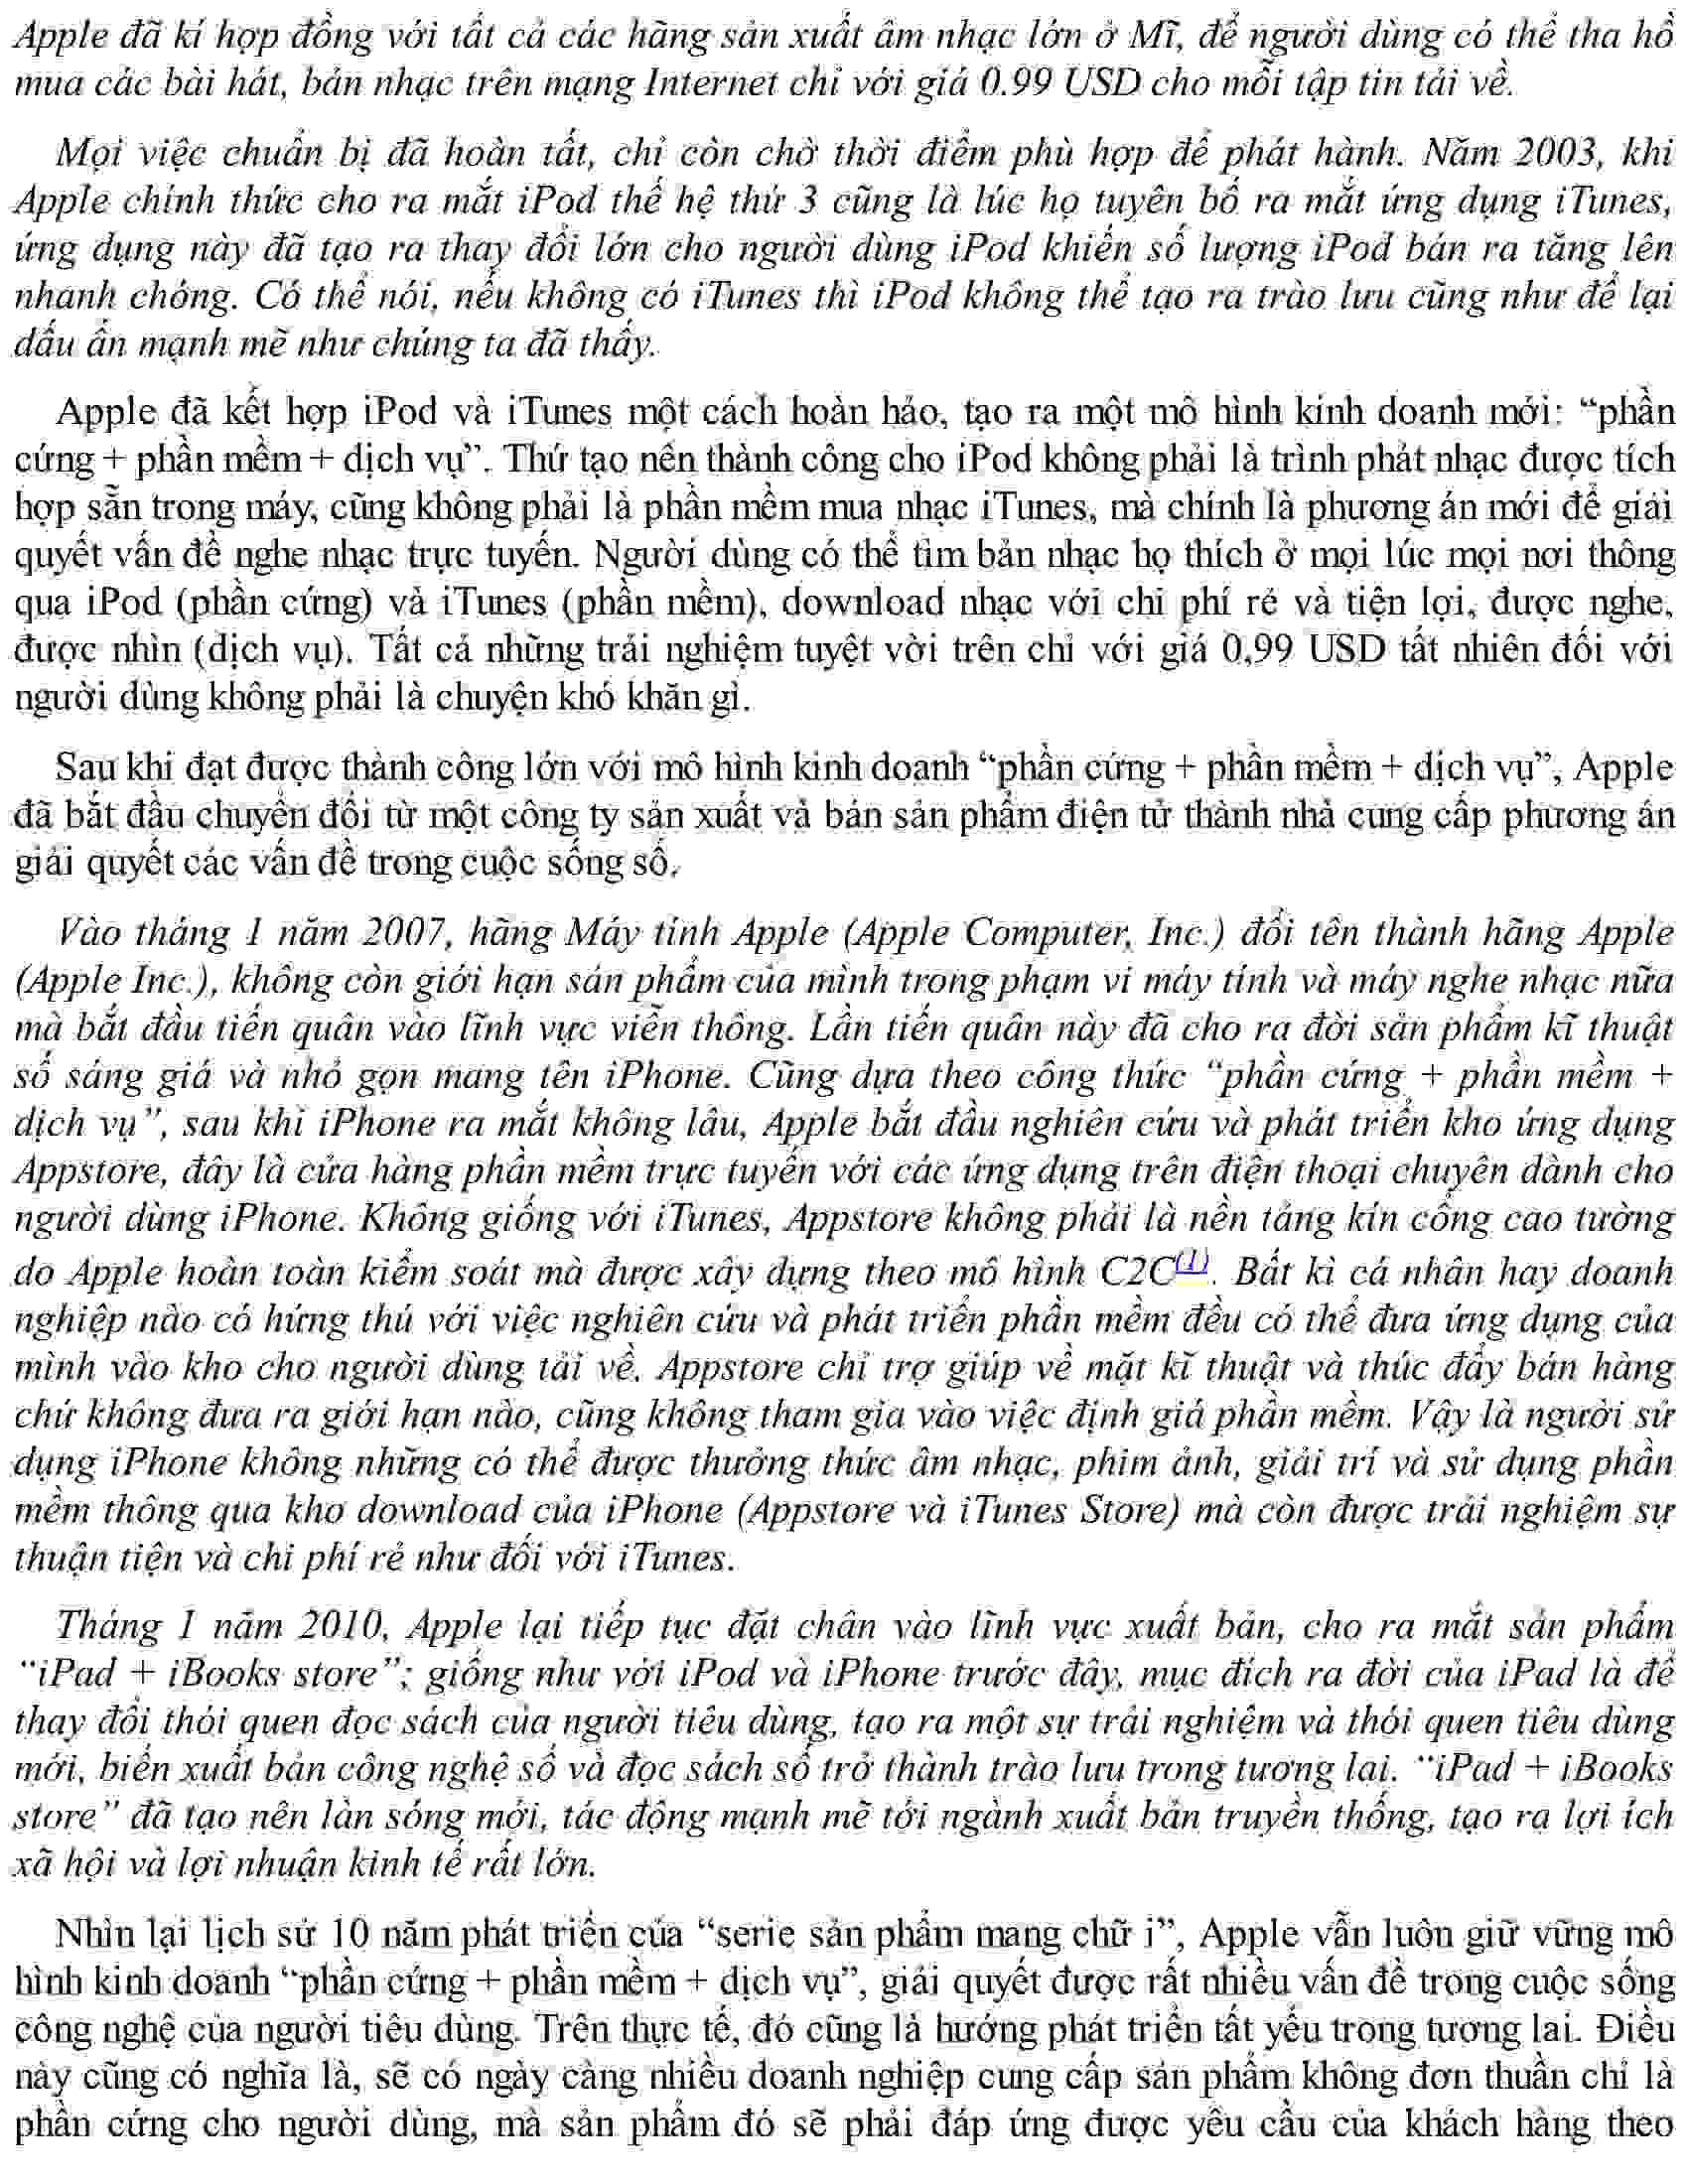 Apple đã kí hợp đồng với tất cả các hãng sản xuất âm nhạc lớn ở Mĩ, để người dùng có thể tha hồ
mua các bài hát, bản nhạc trên mạng Internet chỉ với giá 0.99 USD cho mỗi tập tin tải về.
Mọi việc chuẩn bị đã hoàn tất, chỉ còn chờ thời điểm phù hợp để phát hành. Năm 2003, khi
Apple chính thức cho ra mắt iPod thế hệ thứ 3 cũng là lúc họ tuyên bố ra mắt ứng dụng iTunes,
ứng dụng này đã tạo ra thay đổi lớn cho người dùng iPod khiến số lượng iPod bán ra tăng lên
nhanh chóng. Có thể nói, nếu không có iTunes thì iPod không thể tạo ra trào lưu cũng như để lại
dấu ấn mạnh mẽ như chúng ta đã thấy.
Apple đã kết hợp iPod và iTunes một cách hoàn hảo, tạo ra một mô hình kinh doanh mới: “phần
cứng + phần mềm + dịch vụ”. Thứ tạo nên thành công cho iPod không phải là trình phát nhạc được tích
hợp sẵn trong máy, cũng không phải là phần mềm mua nhạc iTunes, mà chính là phương án mới để giải
quyết vấn đề nghe nhạc trực tuyến. Người dùng có thể tìm bản nhạc họ thích ở mọi lúc mọi nơi thông
qua iPod (phần cứng) và iTunes (phần mềm), download nhạc với chi phí rẻ và tiện lợi, được nghe,
được nhìn (dịch vụ). Tất cả những trải nghiệm tuyệt vời trên chỉ với giá 0,99 USD tất nhiên đối với
người dùng không phải là chuyện khó khăn gì.
Sau khi đạt được thành công lớn với mô hình kinh doanh “phần cứng + phần mềm + dịch vụ”, Apple
đã bắt đầu chuyển đổi từ một công ty sản xuất và bán sản phẩm điện tử thành nhà cung cấp phương án
giải quyết các vấn đề trong cuộc sống số.
Vào tháng 1 năm 2007, hãng Máy tính Apple (Apple Computer, Inc.) đổi tên thành hãng Apple
(Apple Inc.), không còn giới hạn sản phẩm của mình trong phạm vi máy tính và máy nghe nhạc nữa
mà bắt đầu tiến quân vào lĩnh vực viễn thông. Lần tiến quân này đã cho ra đời sản phẩm kĩ thuật
số sáng giá và nhỏ gọn mang tên iPhone. Cũng dựa theo công thức “phần cứng + phần mềm +
dịch vụ”, sau khi iPhone ra mắt không lâu, Apple bắt đầu nghiên cứu và phát triển kho ứng dụng
Appstore, đây là cửa hàng phần mềm trực tuyến với các ứng dụng trên điện thoại chuyên dành cho
người dùng iPhone. Không giống với iTunes, Appstore không phải là nền tảng kín cổng cao tường
do Apple hoàn toàn kiểm soát mà được xây dựng theo mô hình C2C(1). Bất kì cá nhân hay doanh
nghiệp nào có hứng thú với việc nghiên cứu và phát triển phần mềm đều có thể đưa ứng dụng của
mình vào kho cho người dùng tải về. Appstore chỉ trợ giúp về mặt kĩ thuật và thúc đẩy bán hàng
chứ không đưa ra giới hạn nào, cũng không tham gia vào việc định giá phần mềm. Vậy là người sử
dụng iPhone không những có thể được thưởng thức âm nhạc, phim ảnh, giải trí và sử dụng phần
mềm thông qua kho download của iPhone (Appstore và iTunes Store) mà còn được trải nghiệm sự
thuận tiện và chi phí rẻ như đối với iTunes.
Tháng 1 năm 2010, Apple lại tiếp tục đặt chân vào lĩnh vực xuất bản, cho ra mắt sản phẩm
“iPad + iBooks store”; giống như với iPod và iPhone trước đây, mục đích ra đời của iPad là để
thay đổi thói quen đọc sách của người tiêu dùng, tạo ra một sự trải nghiệm và thói quen tiêu dùng
mới, biến xuất bản công nghệ số và đọc sách số trở thành trào lưu trong tương lai. “iPad + iBooks
store” đã tạo nên làn sóng mới, tác động mạnh mẽ tới ngành xuất bản truyền thống, tạo ra lợi ích
xã hội và lợi nhuận kinh tế rất lớn.
Nhìn lại lịch sử 10 năm phát triển của “serie sản phẩm mang chữ i”, Apple vẫn luôn giữ vững mô
hình kinh doanh “phần cứng + phần mềm + dịch vụ”, giải quyết được rất nhiều vấn đề trong cuộc sống
công nghệ của người tiêu dùng. Trên thực tế, đó cũng là hướng phát triển tất yếu trong tương lai. Điều
này cũng có nghĩa là, sẽ có ngày càng nhiều doanh nghiệp cung cấp sản phẩm không đơn thuần chỉ là
phần cứng cho người dùng, mà sản phẩm đó sẽ phải đáp ứng được yêu cầu của khách hàng theo